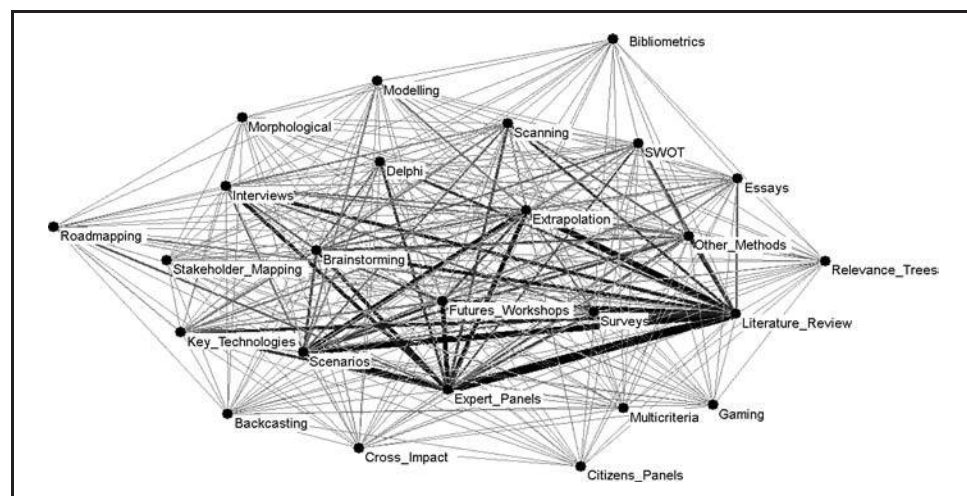 Bibliometrics
Modelling
Morphological
Scanning
SWOT
Delphi
Essays
Interviews
Extrapolation
Roadmapping
Other_Methods
Brainstorming
Stakeholder_Mapping
Relevance_Trees
Futures_Workshops
Surveys
Literature_Review
Key_Technologies
Scenarios
Expert_Panels
Multicriteria
Gaming
Backcasting
Cross_Impact
Citizens_Panels